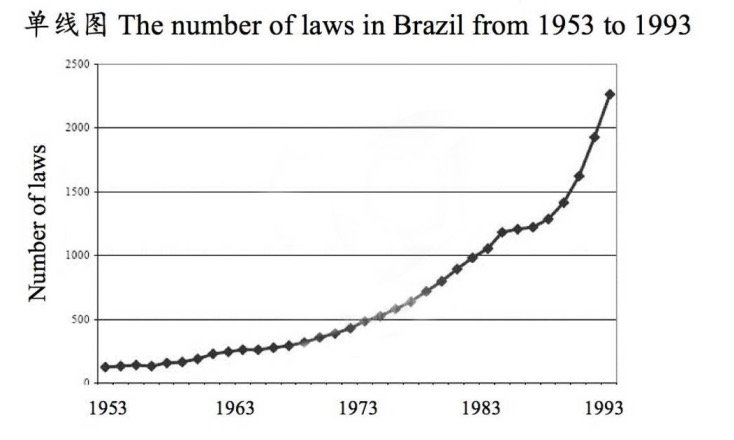 单线图 The number of laws in Brazil from 1953 to 1993
2500
2000
1500
1000
500
0
Number of laws
1953 1963 1973 1983 1993